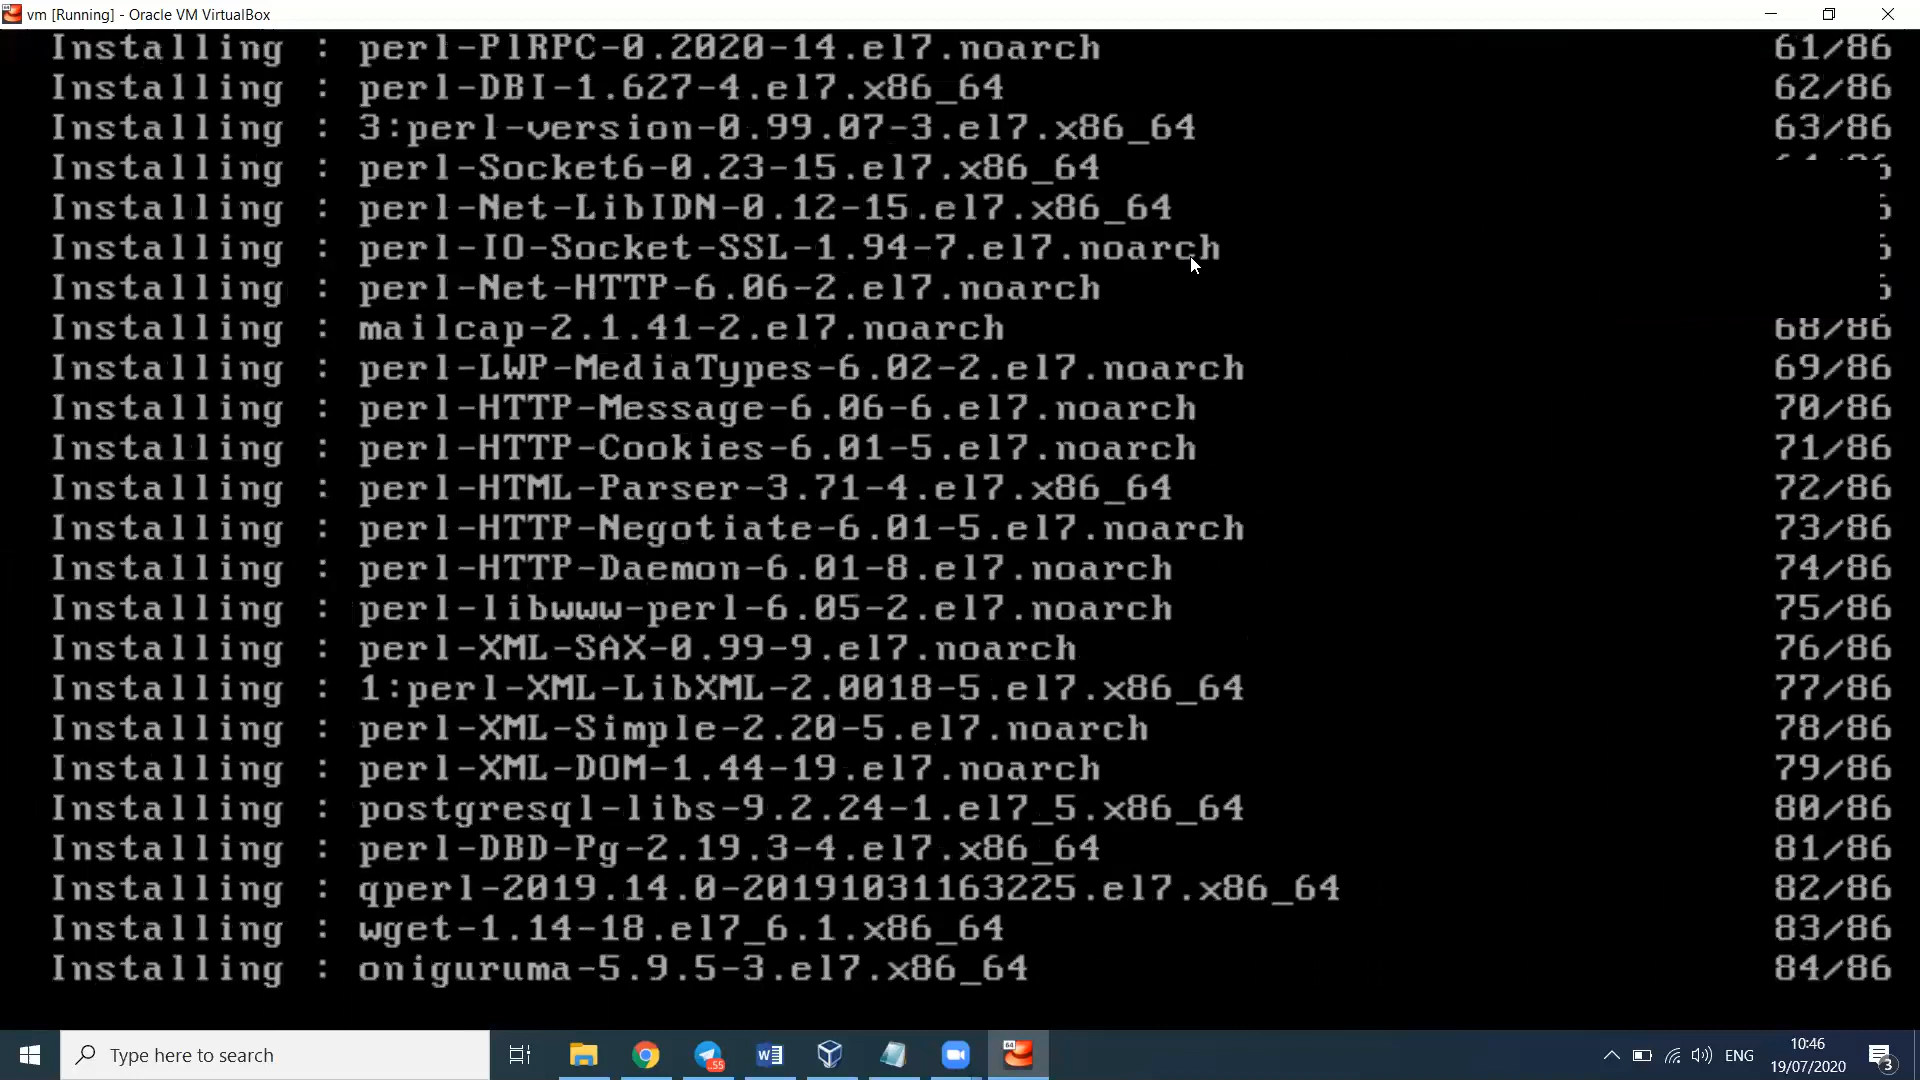 vm [Running] - Oracle VM VirtualBox
Installing : perl-PlRPC-0.2020-14.el7.noarch 61/86
Installing : perl-DBI-1.627-4.el7.x86_64 62/86
Installing : 3:perl-version-0.99.07-3.el7.x86_64 63/86
Installing : perl-Socket6-0.23-15.el7.x86_64
Installing : perl-Net-LibIDN-0.12-15.el7.x86_64
Installing : perl-IO-Socket-SSL-1.94-7.el7.noarch
Installing : perl-Net-HTTP-6.06-2.el7.noarch
Installing : mailcap-2.1.41-2.el7.noarch 68/86
Installing : perl-LWP-MediaTypes-6.02-2.el7.noarch 69/86
Installing : perl-HTTP-Message-6.06-6.el7.noarch 70/86
Installing : perl-HTTP-Cookies-6.01-5.el7.noarch 71/86
Installing : perl-HTML-Parser-3.71-4.el7.x86_64 72/86
Installing : perl-HTTP-Negotiate-6.01-5.el7.noarch 73/86
Installing : perl-HTTP-Daemon-6.01-8.el7.noarch 74/86
Installing : perl-libwww-perl-6.05-2.el7.noarch 75/86
Installing : perl-XML-SAX-0.99-9.el7.noarch 76/86
Installing : 1:perl-XML-LibXML-2.0018-5.el7.x86_64 77/86
Installing : perl-XML-Simple-2.20-5.el7.noarch 78/86
Installing : perl-XML-DOM-1.44-19.el7.noarch 79/86
Installing : postgresql-libs-9.2.24-1.el7_5.x86_64 80/86
Installing : perl-DBD-Pg-2.19.3-4.el7.x86_64 81/86
Installing : qperl-2019.14.0-20191031163225.el7.x86_64 82/86
Installing : wget-1.14-18.el7_6.1.x86_64 83/86
Installing : oniguruma-5.9.5-3.el7.x86_64 84/86
Type here to search
ENG
10:46
19/07/2020
3